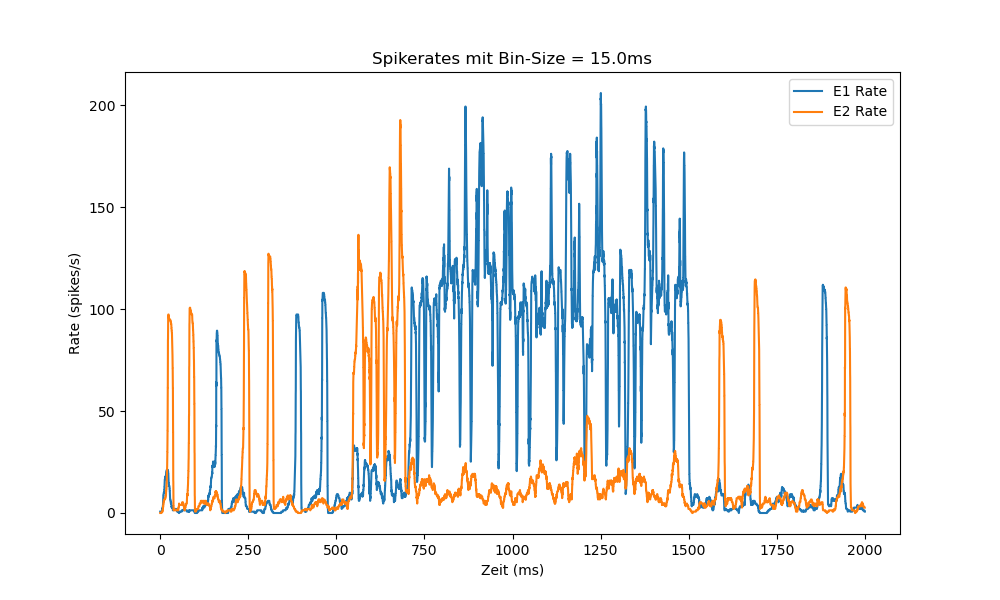 Spikerates mit Bin-Size = 15.0ms
E1 Rate
E2 Rate
200
150
100
50
0
Rate (spikes/s)
0 250 500 750 1000 1250 1500 1750 2000
Zeit (ms)